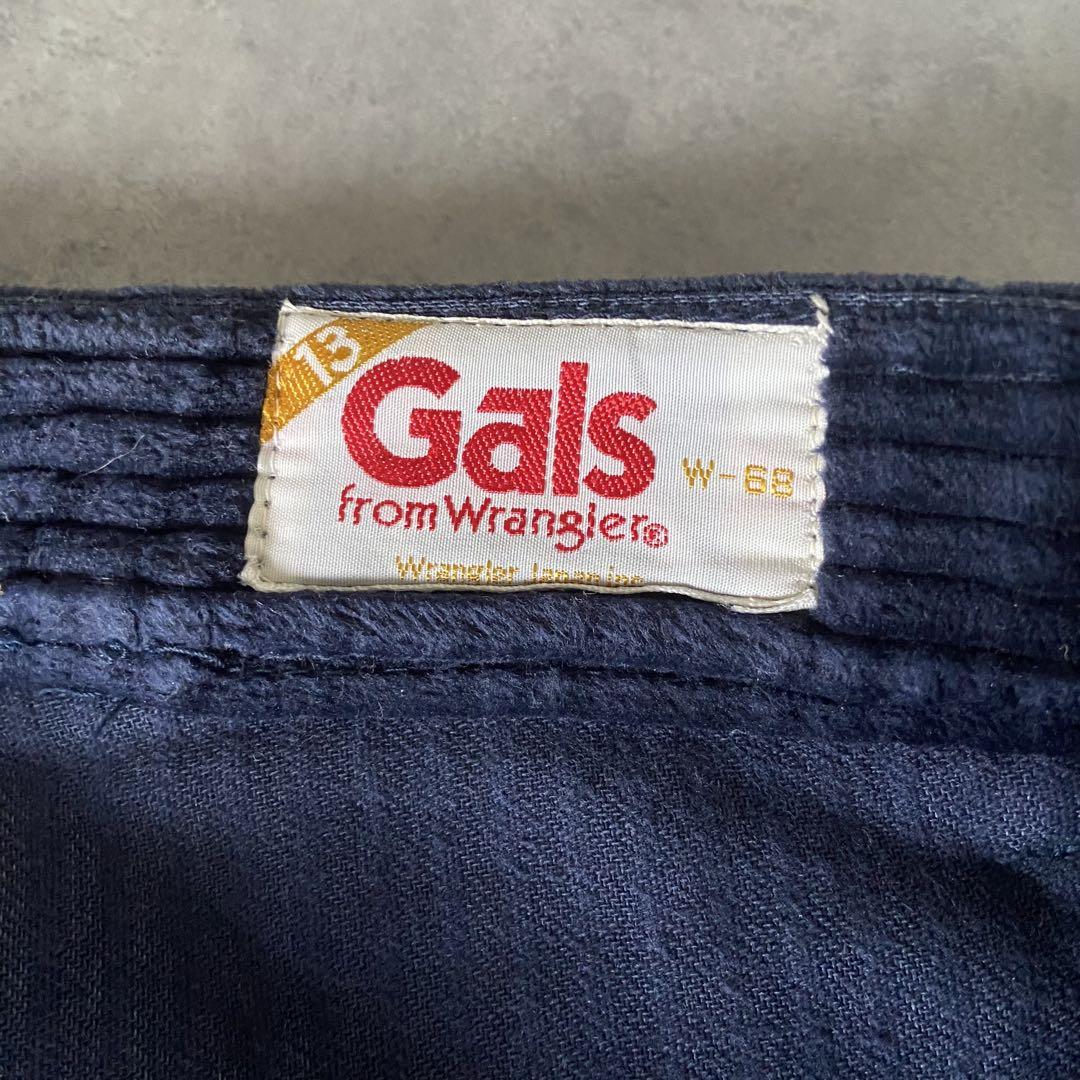 13
Gals
W-68
from Wrangler®
Wrangler Japan inc